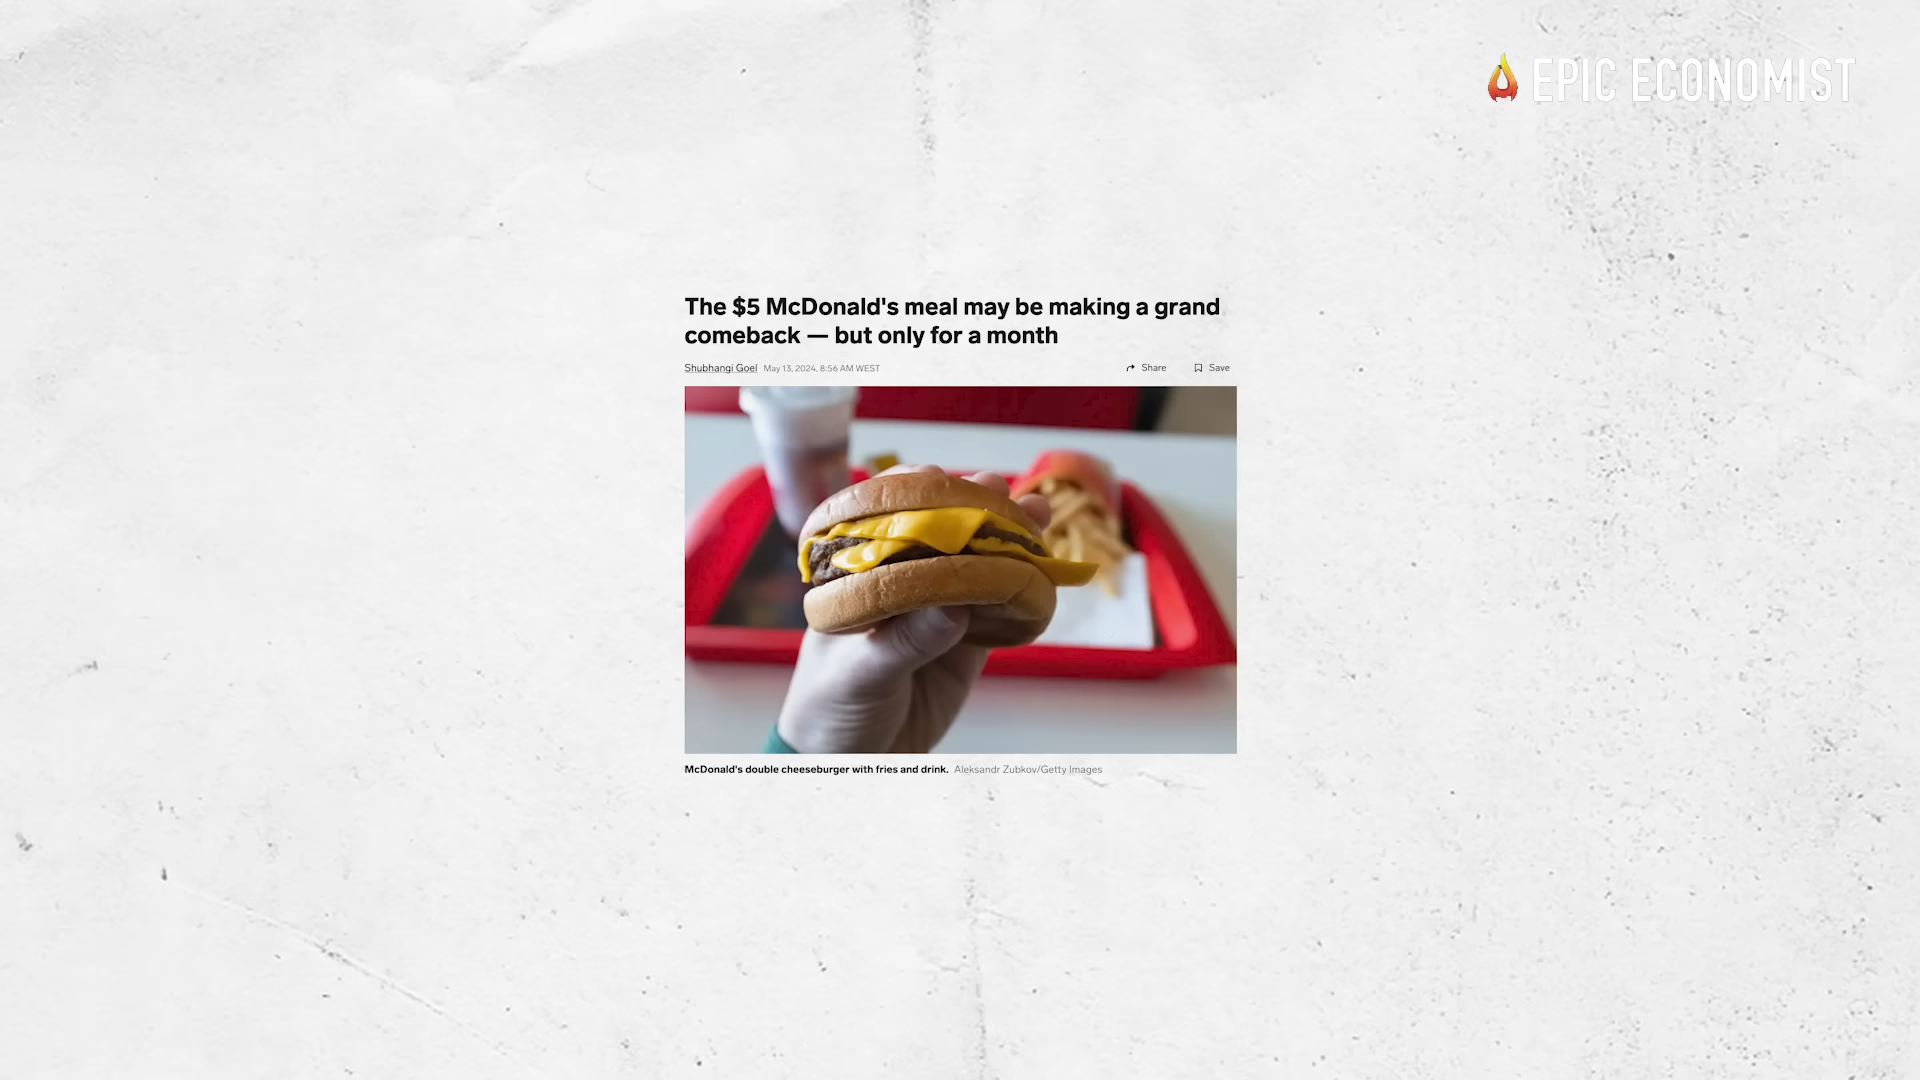 EPIC ECONOMIST
The $5 McDonald's meal may be making a grand
comeback — but only for a month
Shubhangi Goel May 13, 2024, 8:56 AM WEST
Share Save
McDonald's double cheeseburger with fries and drink. Aleksandr Zubkov/Getty Images